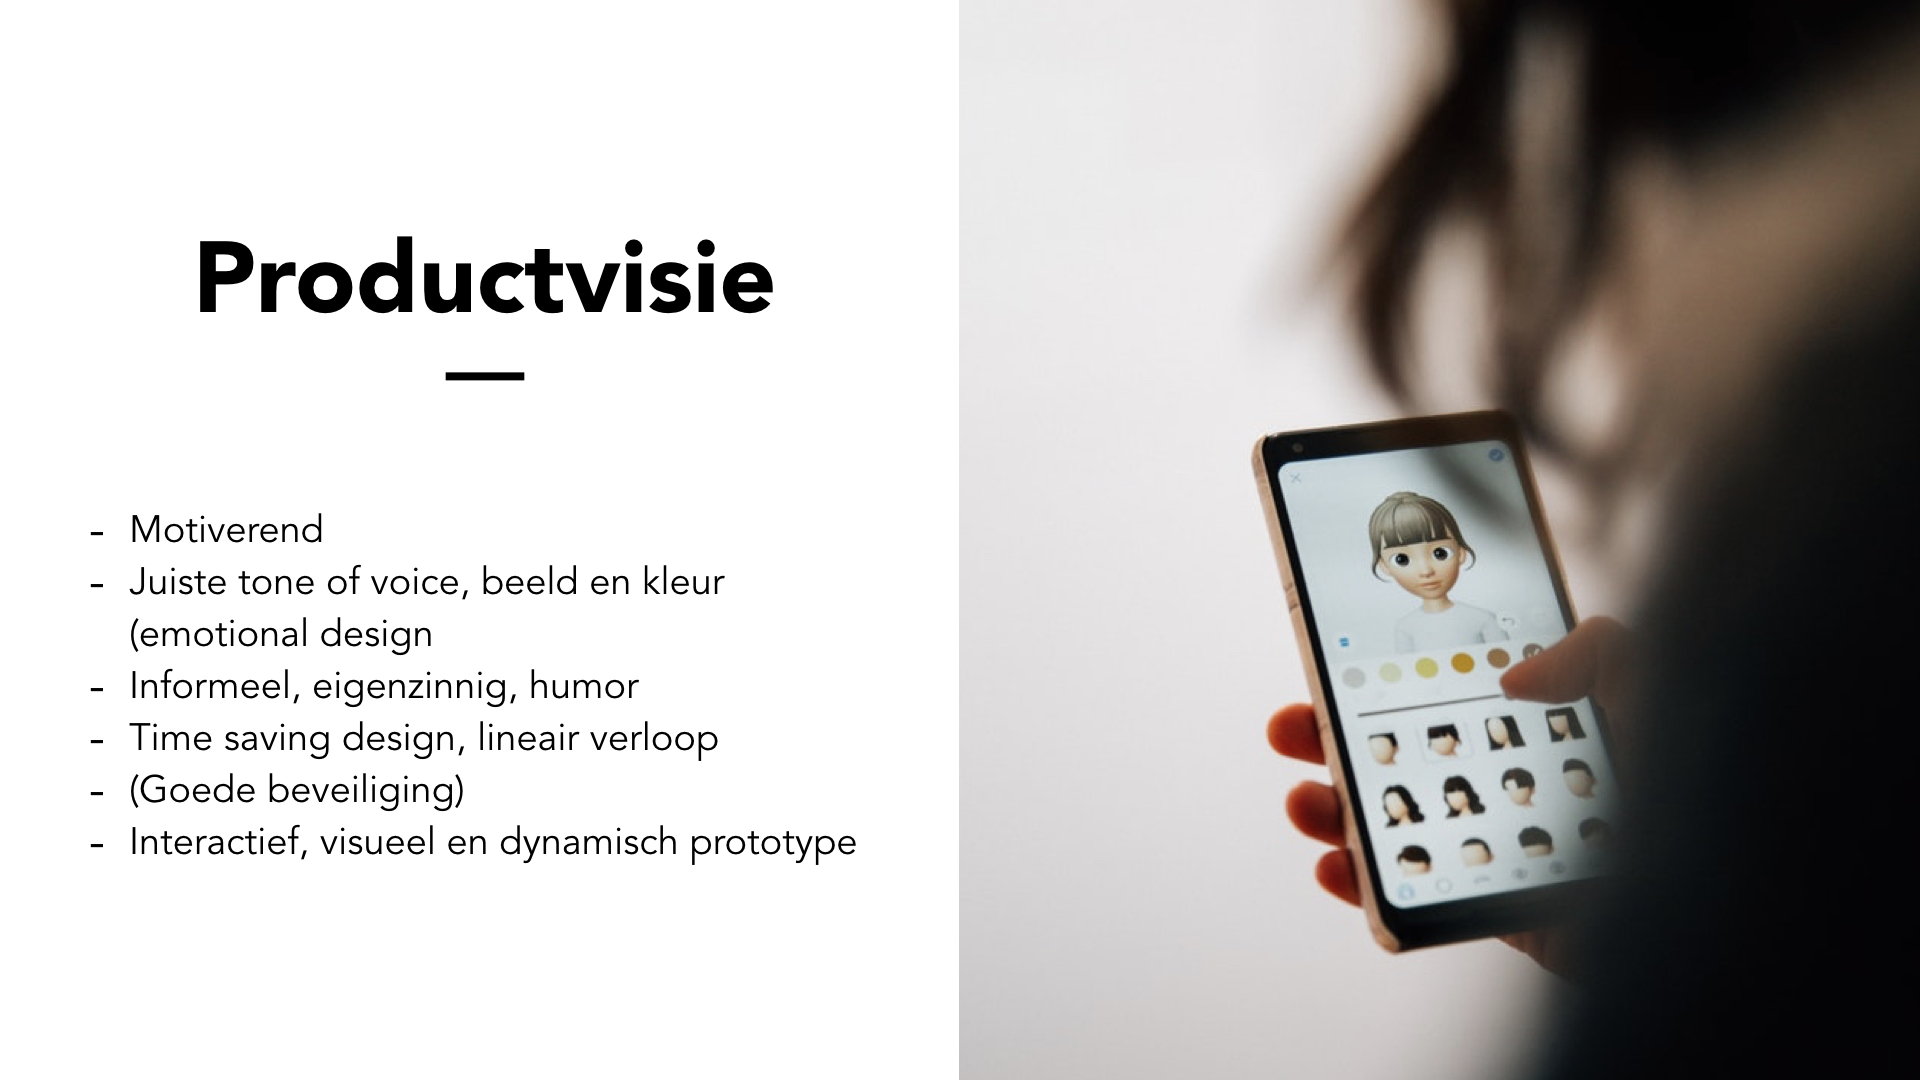 Productvisie
- Motiverend
- Juiste tone of voice, beeld en kleur
(emotional design
- Informeel, eigenzinnig, humor
- Time saving design, lineair verloop
- (Goede beveiliging)
- Interactief, visueel en dynamisch prototype